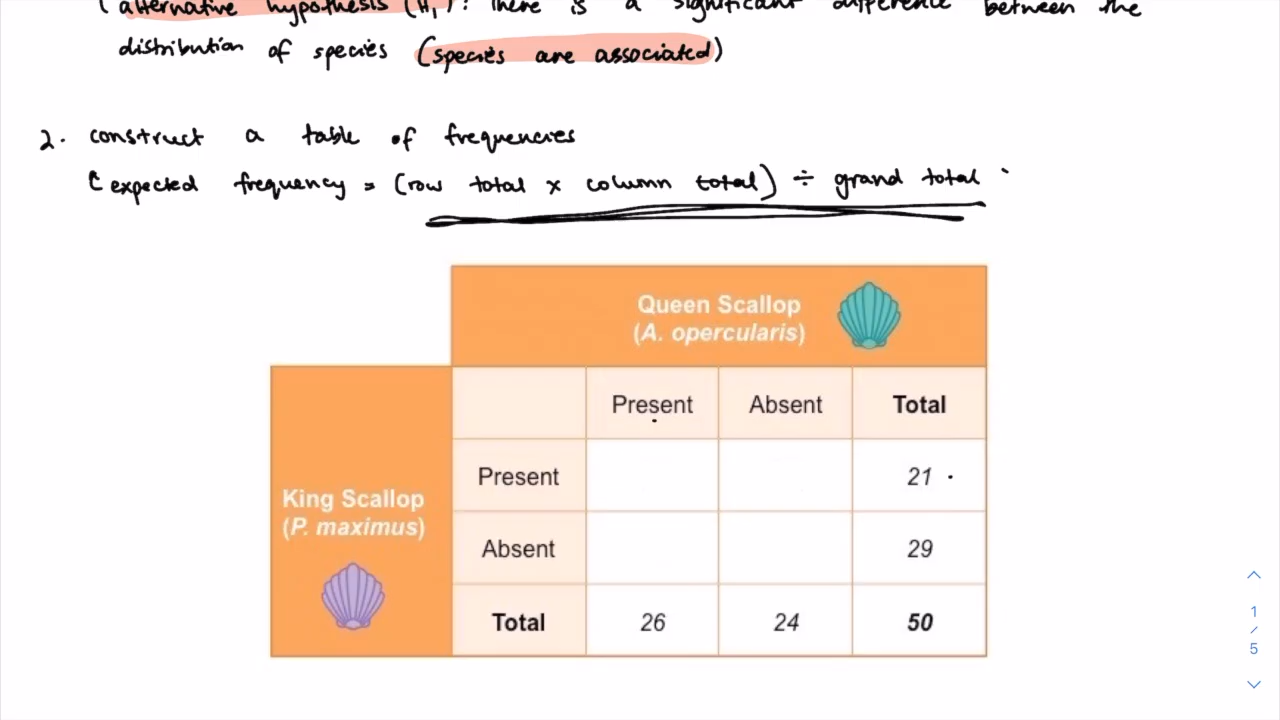 (alternative hypothesis (H₁): There is a significant difference between the
distribution of species (species are associated)
2. construct a table of frequencies
expected frequency = (row total x column total) ÷ grand total
Queen Scallop
(A. opercularis)
Present Absent Total
Present 21
King Scallop
(P. maximus)
Absent 29
Total 26 24 50
1
/
5